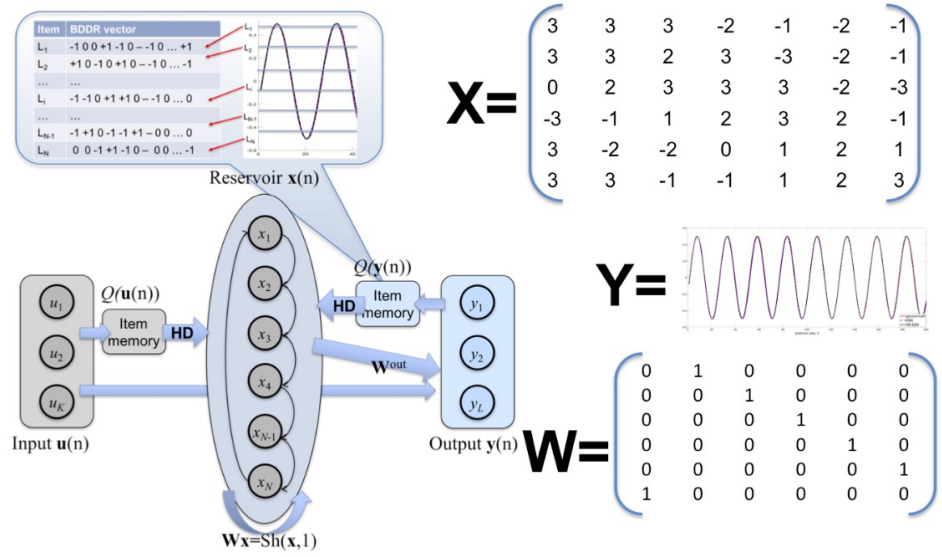 Item BDDR vector
L1 -1 0 0 +1 -1 0 – -1 0 ... +1
L2 +1 0 -1 0 +1 0 – -1 0 ... -1
... ...
Li -1 -1 0 +1 +1 0 – -1 0 ... 0
... ...
LN-1 -1 +1 0 -1 -1 +1 – 0 0 ... 0
LN 0 0 -1 +1 -1 0 – 0 0 ... -1
L1
L2
Li
LN-1
LN
Reservoir x(n)
x1
x2
x3
x4
xN-1
xN
Q(u(n))
Item
memory
HD
u1
u2
uK
Input u(n)
Q(y(n))
Item
memory
HD
Wout
y1
y2
yL
Output y(n)
Wx=Sh(x,1)
X=
3 3 3 -2 -1 -2 -1
3 3 2 3 -3 -2 -1
0 2 3 3 3 -2 -3
-3 -1 1 2 3 2 -1
3 -2 -2 0 1 2 1
3 3 -1 -1 1 2 3
Y=
W=
0 1 0 0 0 0
0 0 1 0 0 0
0 0 0 1 0 0
0 0 0 0 1 0
0 0 0 0 0 1
1 0 0 0 0 0